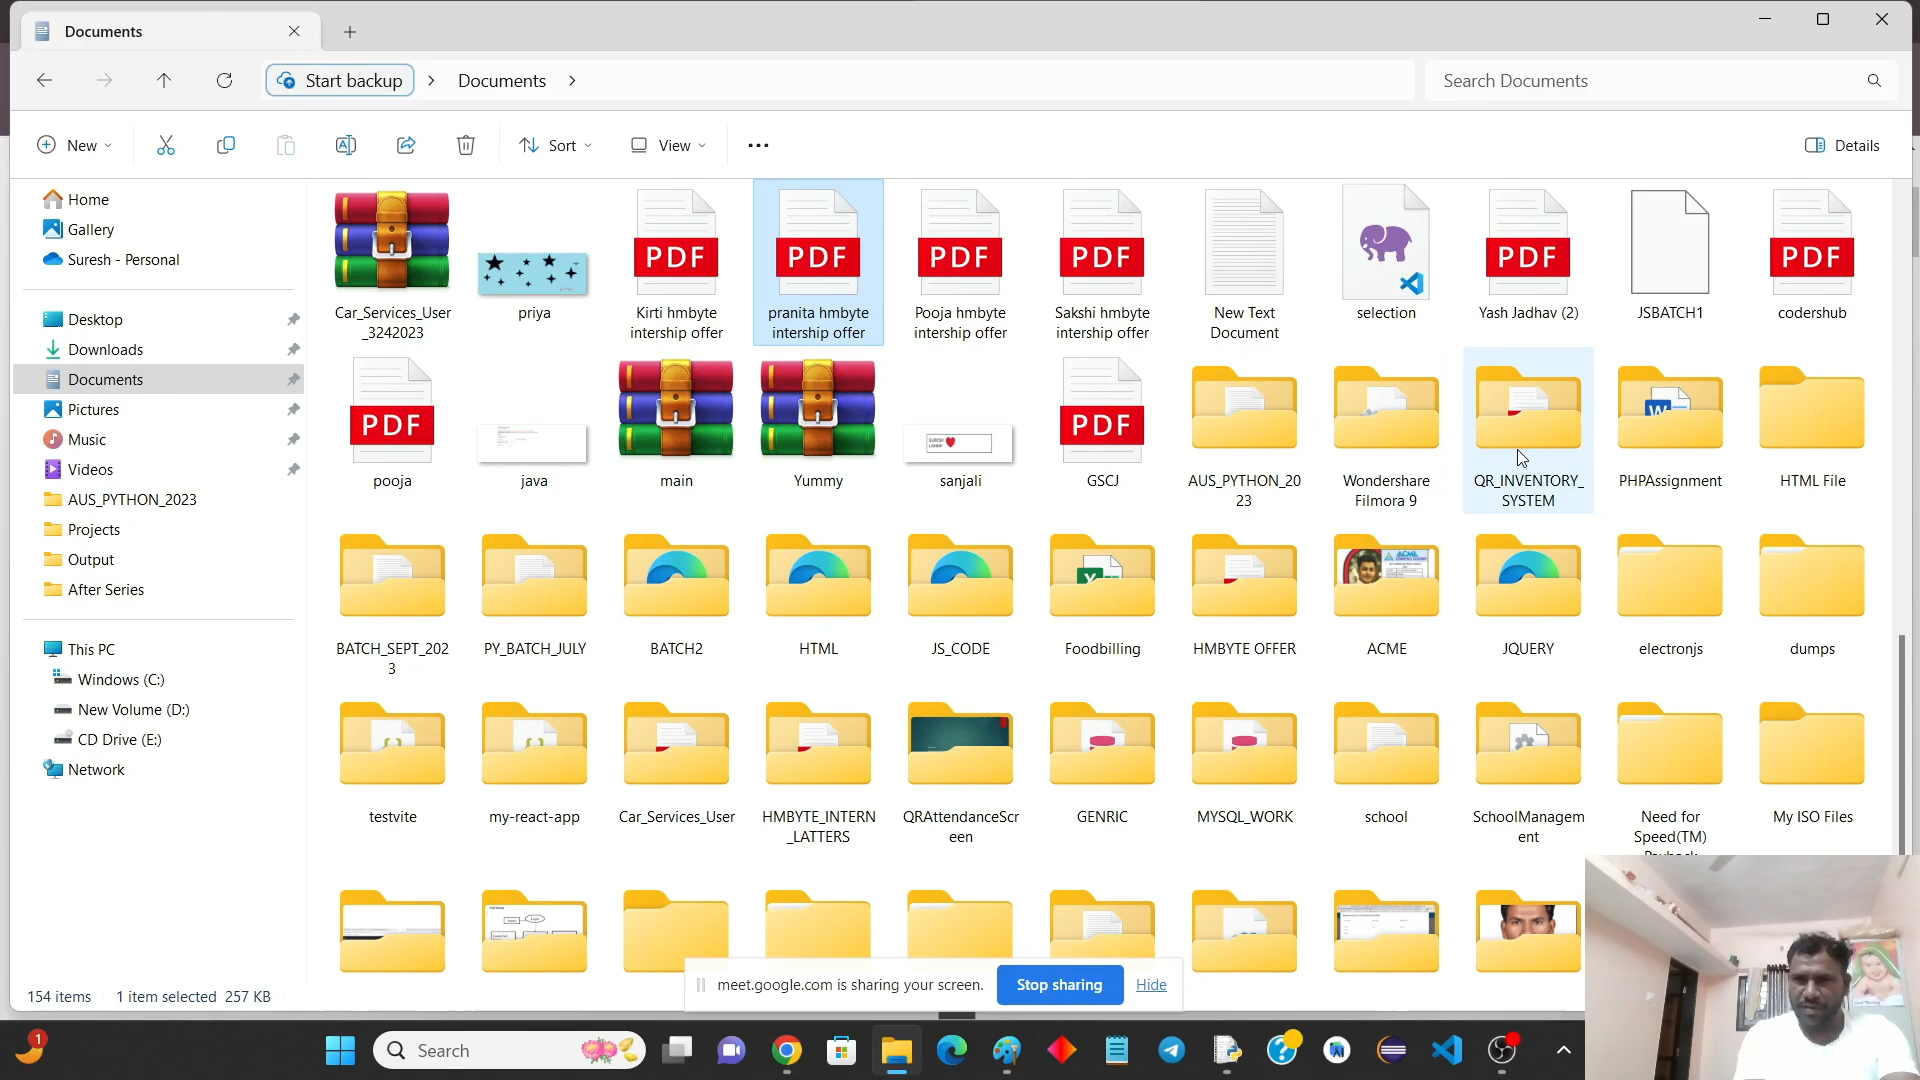 Documents
Start backup
Documents
Search Documents
New
Sort
View
Details
Home
Gallery
Suresh - Personal
Desktop
Downloads
Documents
Pictures
Music
Videos
AUS_PYTHON_2023
Projects
Output
After Series
This PC
Windows (C:)
New Volume (D:)
CD Drive (E:)
Network
PDF PDF PDF PDF PDF PDF
Car_Services_User
_3242023
priya
Kirti hmbyte
intership offer
pranita hmbyte
intership offer
Pooja hmbyte
intership offer
Sakshi hmbyte
intership offer
New Text
Document
selection
Yash Jadhav (2)
JSBATCH1
codershub
PDF PDF
pooja
java
main
Yummy
sanjali
GSCJ
AUS_PYTHON_20
23
Wondershare
Filmora 9
QR_INVENTORY_
SYSTEM
PHPAssignment
HTML File
ACME
BATCH_SEPT_202
3
PY_BATCH_JULY
BATCH2
HTML
JS_CODE
Foodbilling
HMBYTE OFFER
ACME
JQUERY
electronjs
dumps
testvite
my-react-app
Car_Services_User
HMBYTE_INTERN
_LATTERS
QRAttendanceScr
een
GENRIC
MYSQL_WORK
school
SchoolManagem
ent
Need for
Speed(TM)
My ISO Files
154 items
1 item selected 257 KB
meet.google.com is sharing your screen.
Stop sharing
Hide
1
Search